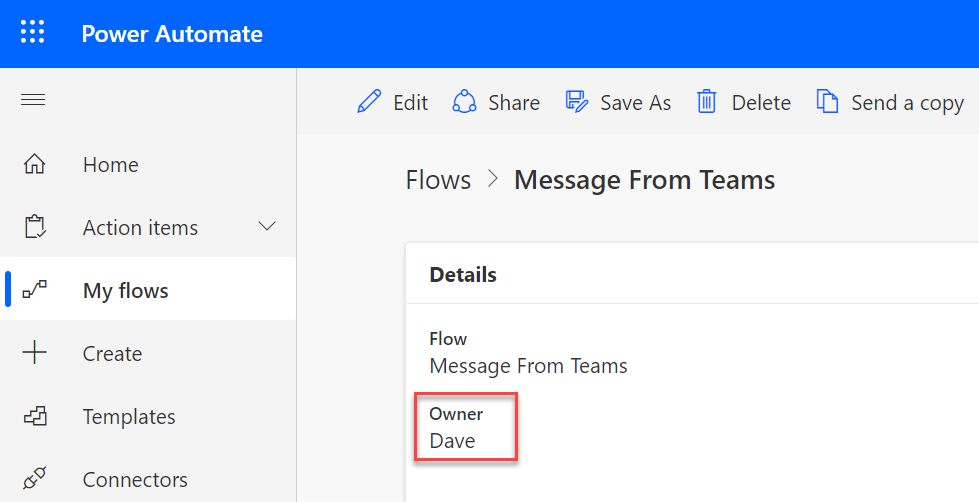 Power Automate
Edit Share Save As Delete Send a copy
Home
Action items
My flows
Create
Templates
Connectors
Flows > Message From Teams
Details
Flow
Message From Teams
Owner
Dave